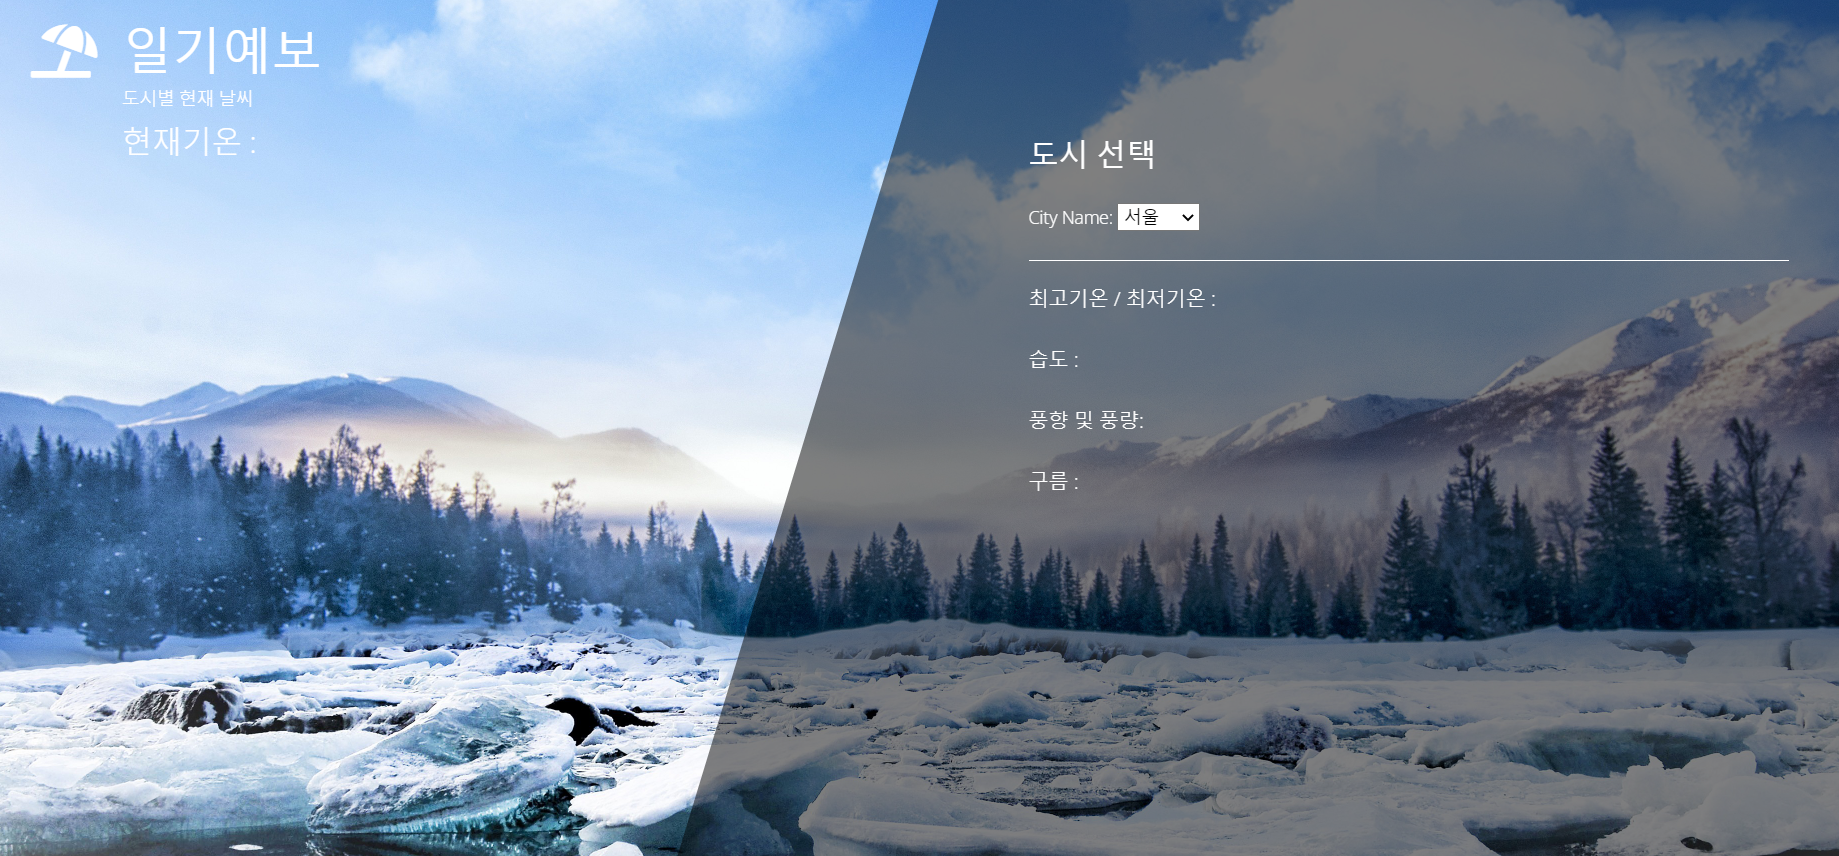 일기예보
도시별 현재 날씨
현재기온 :
도시 선택
City Name: 서울
최고기온 / 최저기온 :
습도 :
풍향 및 풍량:
구름 :